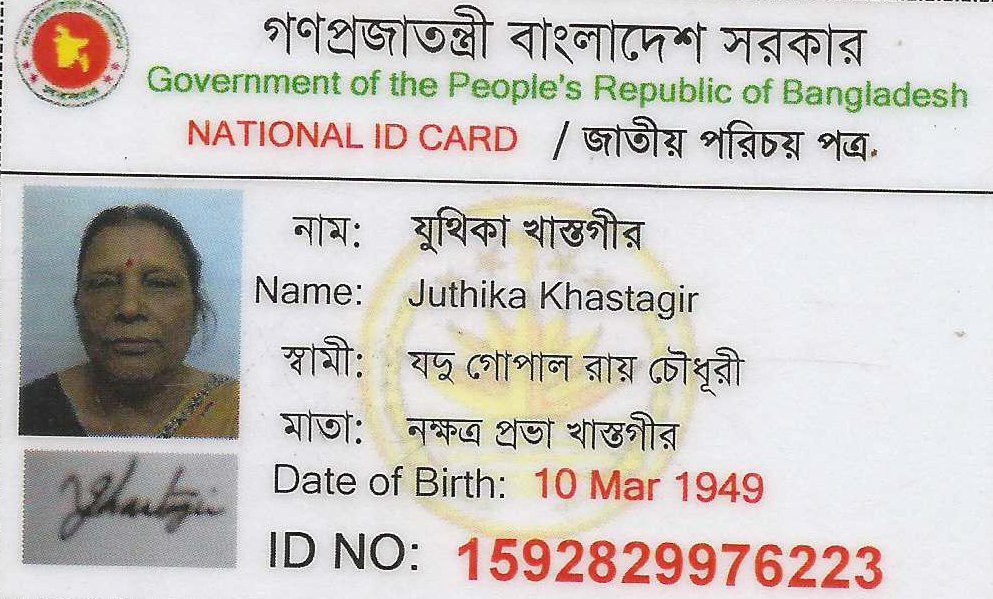 গণপ্রজাতন্ত্রী বাংলাদেশ সরকার
Government of the People's Republic of Bangladesh
NATIONAL ID CARD / জাতীয় পরিচয় পত্র
নাম: যুথিকা খাস্তগীর
Name: Juthika Khastagir
স্বামী: যদু গোপাল রায় চৌধূরী
মাতা: নক্ষত্র প্রভা খাস্তগীর
Date of Birth: 10 Mar 1949
JKhastagir
ID NO: 1592829976223